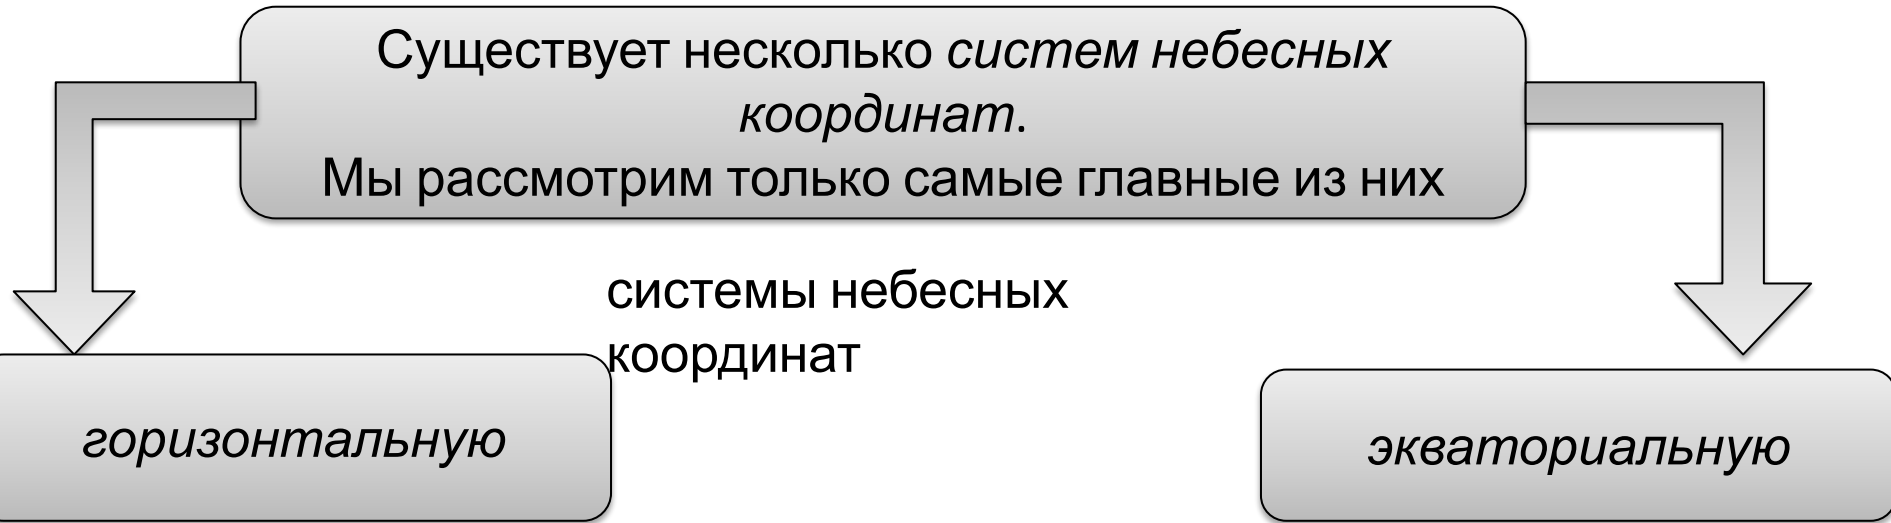 Существует несколько систем небесных
координат.
Мы рассмотрим только самые главные из них
системы небесных
координат
горизонтальную
экваториальную